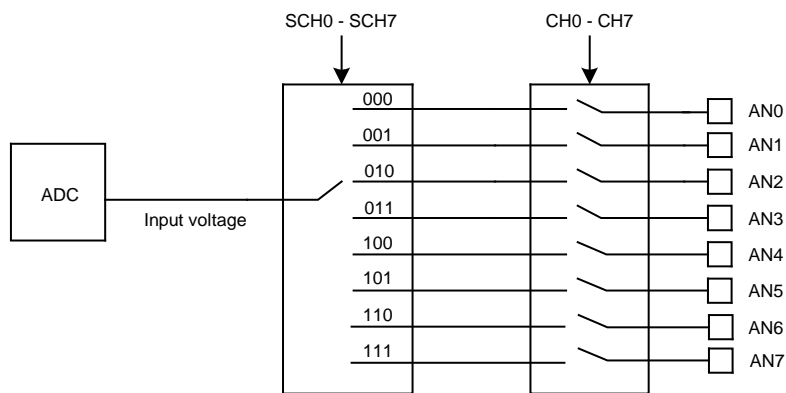 SCH0 - SCH7
CH0 - CH7
000
AN0
001
AN1
ADC
010
AN2
Input voltage
011
AN3
100
AN4
101
AN5
110
AN6
111
AN7